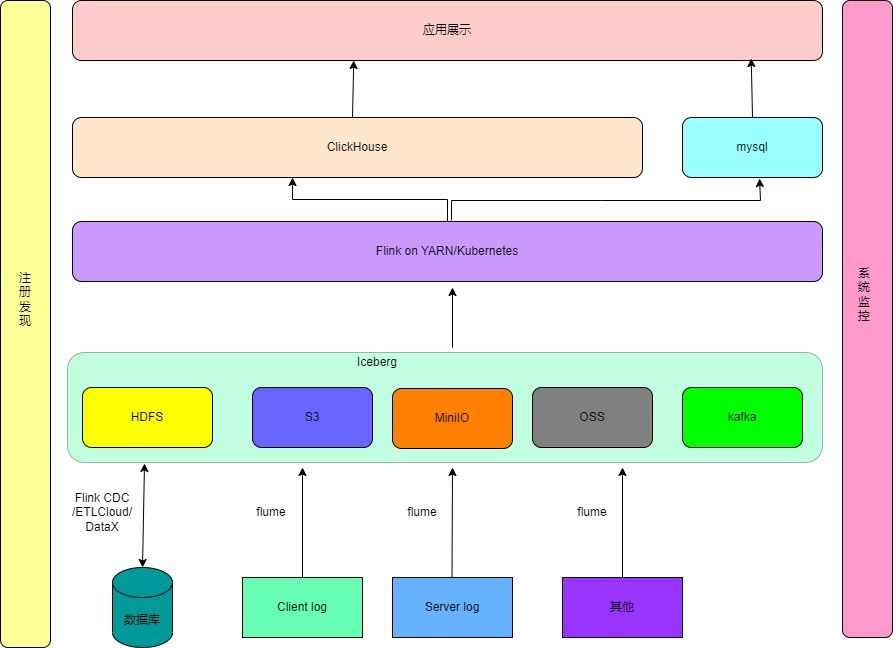 应用展示
ClickHouse
mysql
Flink on YARN/Kubernetes
注
册
发
现
系
统
监
控
Iceberg
HDFS
S3
MiniIO
OSS
kafka
Flink CDC
/ETLCloud/
DataX
flume
flume
flume
数据库
Client log
Server log
其他